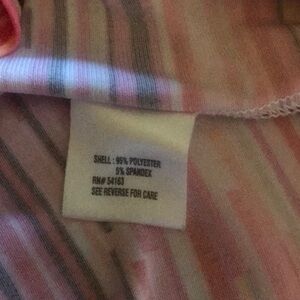 SHELL: 95% POLYESTER
5% SPANDEX
RN# 54163
SEE REVERSE FOR CARE